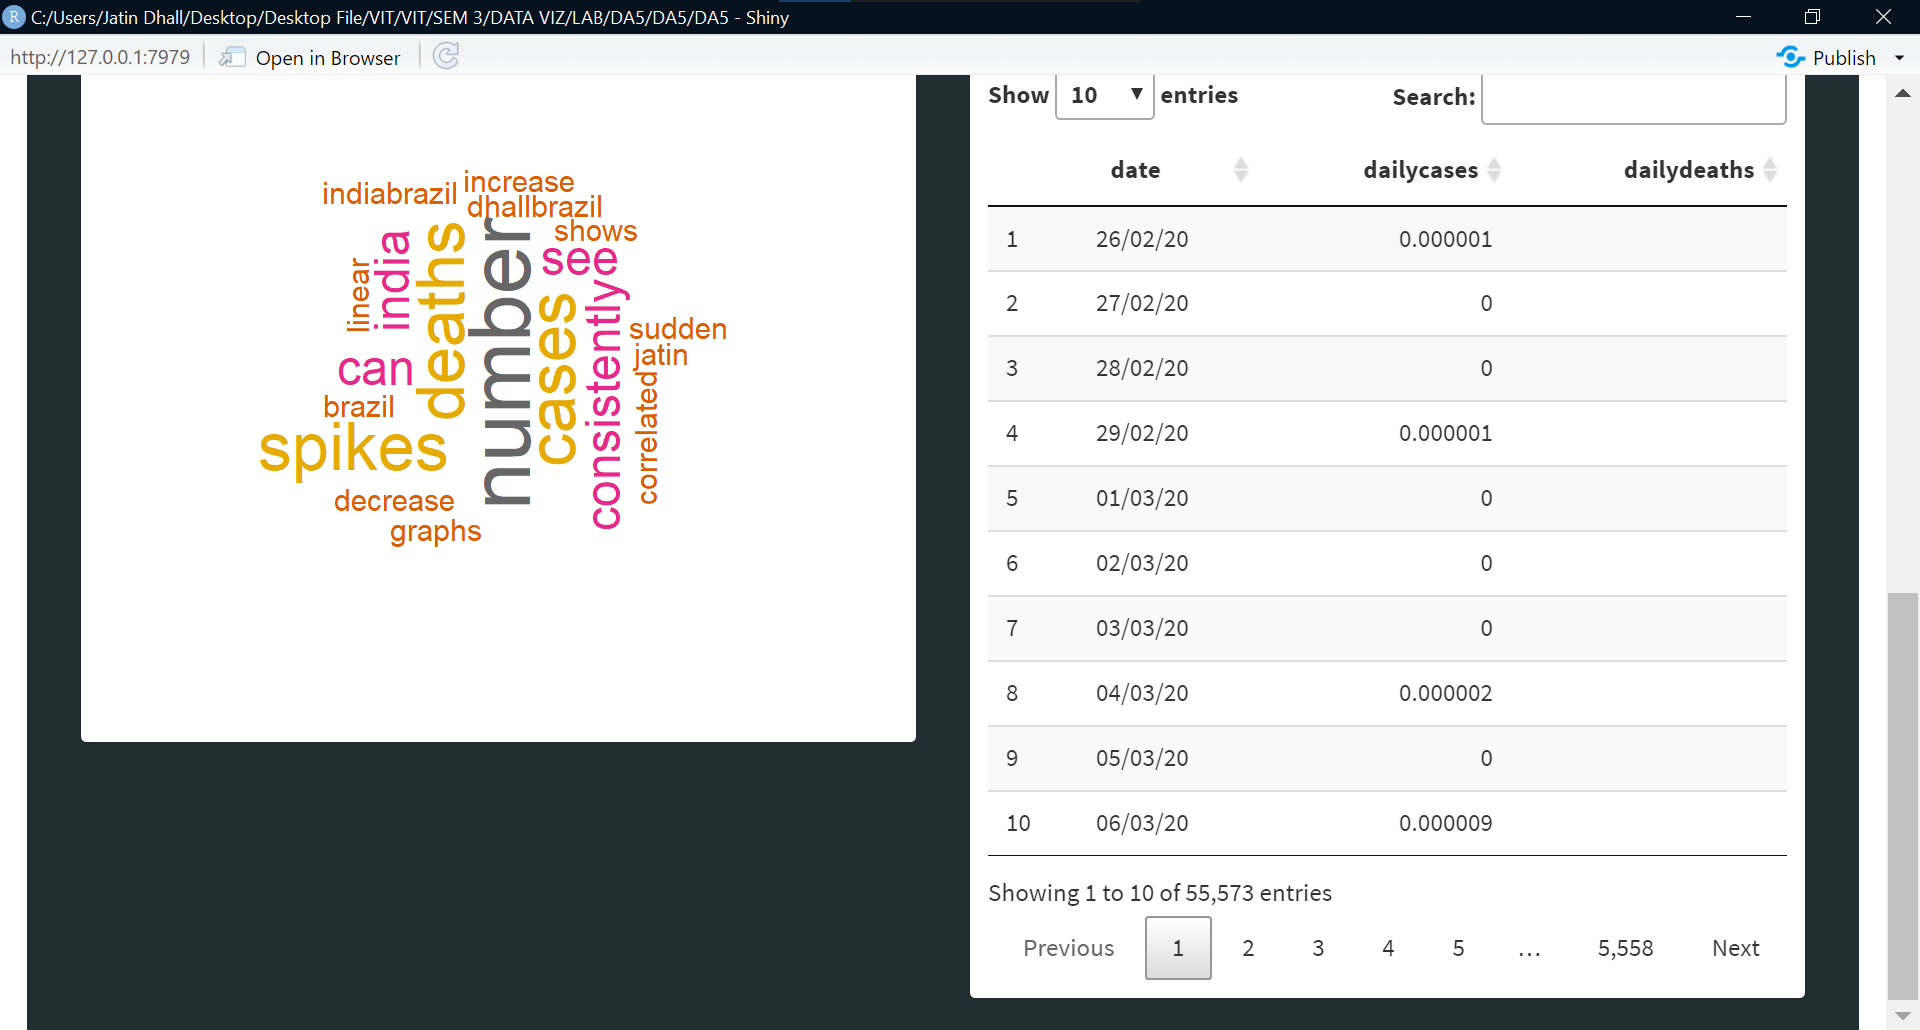 R C:/Users/Jatin Dhall/Desktop/Desktop File/VIT/VIT/SEM 3/DATA VIZ/LAB/DA5/DA5/DA5 - Shiny
http://127.0.0.1:7979 Open in Browser Publish
indiabrazil
increase
dhallbrazil
shows
see
linear
india
deaths
number
cases
consistently
sudden
jatin
correlated
can
brazil
spikes
decrease
graphs
Show 10 entries Search:
date dailycases dailydeaths
1 26/02/20 0.000001
2 27/02/20 0
3 28/02/20 0
4 29/02/20 0.000001
5 01/03/20 0
6 02/03/20 0
7 03/03/20 0
8 04/03/20 0.000002
9 05/03/20 0
10 06/03/20 0.000009
Showing 1 to 10 of 55,573 entries
Previous 1 2 3 4 5 … 5,558 Next